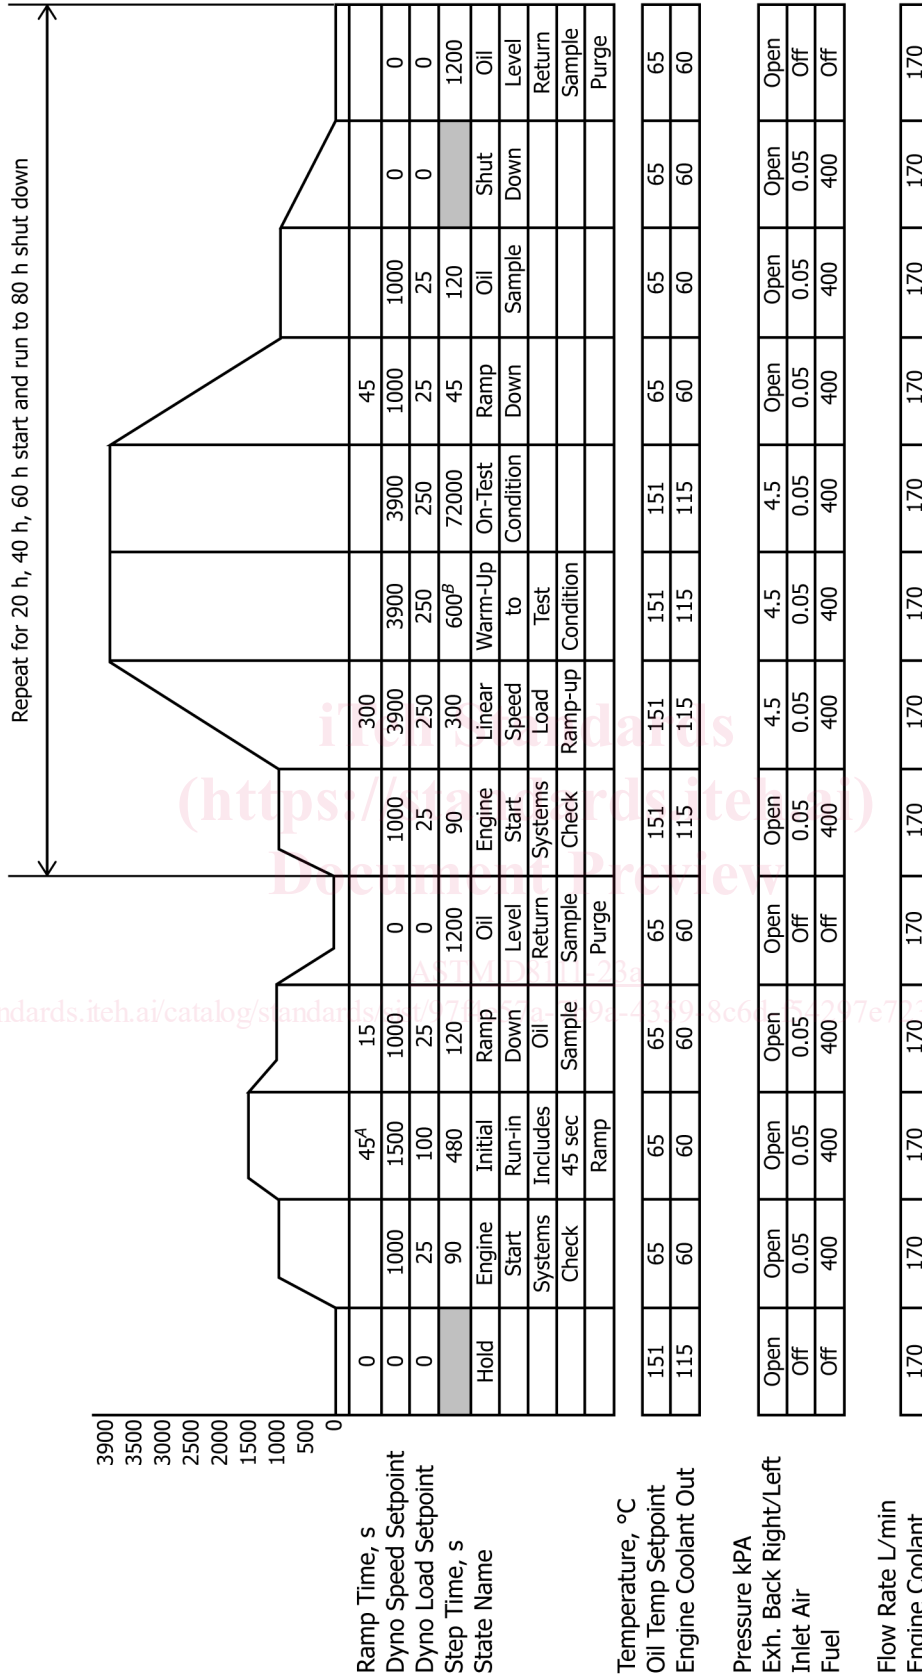 Repeat for 20 h, 40 h, 60 h start and run to 80 h shut down
3900
3500
3000
2500
2000
1500
1000
500
0
Ramp Time, s 0 45A 15 300 45
Dyno Speed Setpoint 0 1000 1500 1000 0 1000 3900 3900 3900 1000 1000 0 0
Dyno Load Setpoint 0 25 100 25 0 25 250 250 250 25 25 0 0
Step Time, s 90 480 120 1200 90 300 600B 72000 45 120 1200
State Name Hold Engine Initial Ramp Oil Engine Linear Warm-Up On-Test Ramp Oil Shut Oil
Start Run-in Down Level Start Speed to Condition Down Sample Down Level
Systems Includes Oil Return Systems Load Test Return
Check 45 sec Sample Sample Check Ramp-up Condition Sample
Ramp Purge Purge
Temperature, °C
Oil Temp Setpoint 151 65 65 65 65 151 151 151 151 65 65 65 65
Engine Coolant Out 115 60 60 60 60 115 115 115 115 60 60 60 60
Pressure kPA
Exh. Back Right/Left Open Open Open Open Open Open 4.5 4.5 4.5 Open Open Open Open
Inlet Air Off 0.05 0.05 0.05 Off 0.05 0.05 0.05 0.05 0.05 0.05 0.05 Off
Fuel Off 400 400 400 Off 400 400 400 400 400 400 400 Off
Flow Rate L/min
Engine Coolant 170 170 170 170 170 170 170 170 170 170 170 170 170
iTeh Standards
(https://standards.iteh.ai)
Document Preview
ASTM D8111-23a